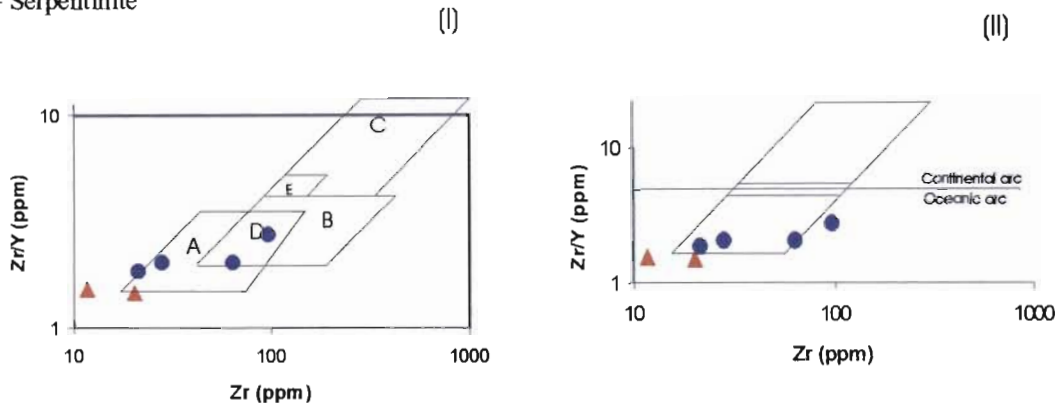 - Serpentinite
(I)
(II)
10
1
10
100
1000
Zr/Y (ppm)
Zr (ppm)
A
B
C
D
E
10
1
10
100
1000
Zr/Y (ppm)
Zr (ppm)
Continental arc
Oceanic arc